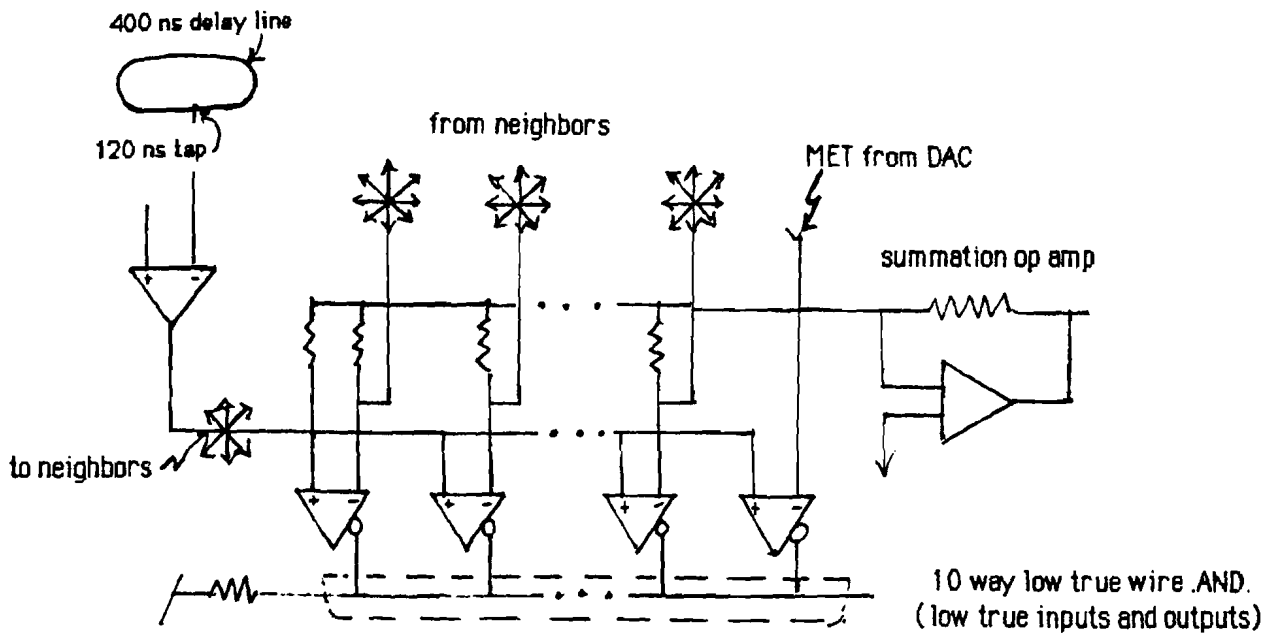 400 ns delay line
120 ns tap
from neighbors
MET from DAC
summation op amp
+ -
to neighbors
+ -
+ -
+ -
+ -
10 way low true wire .AND.
(low true inputs and outputs)